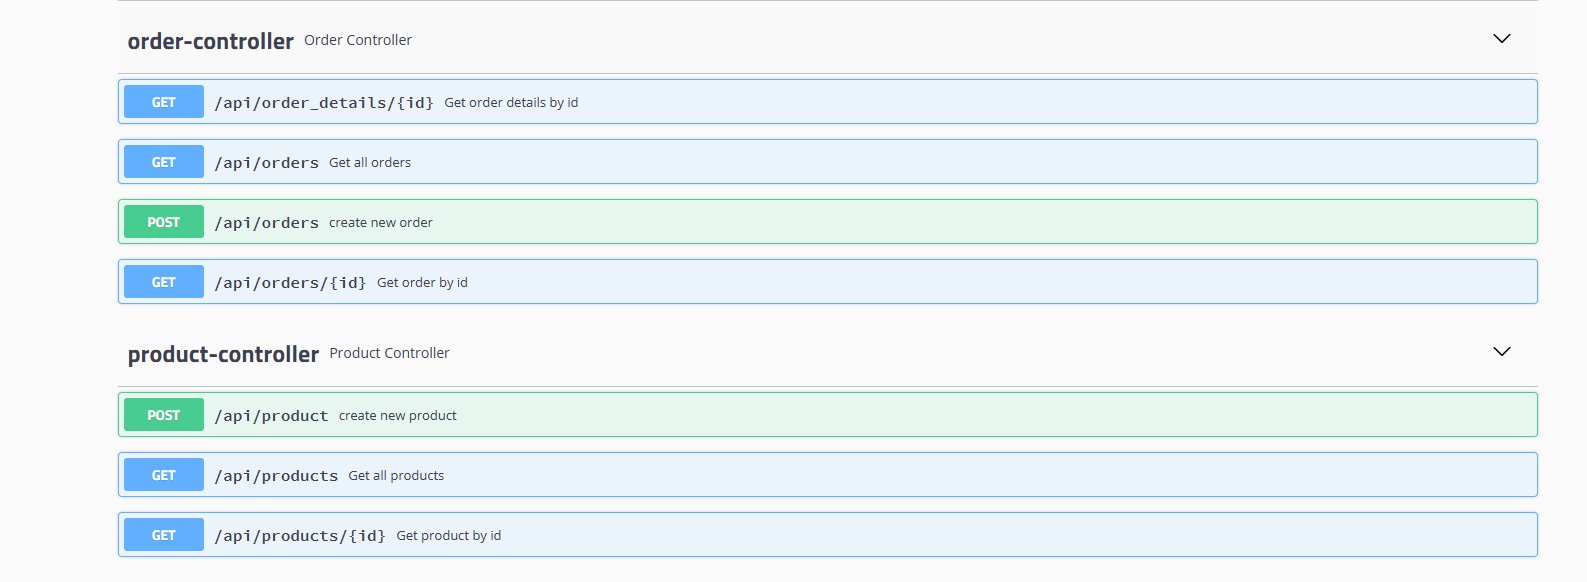 order-controller Order Controller
GET /api/order_details/{id} Get order details by id
GET /api/orders Get all orders
POST /api/orders create new order
GET /api/orders/{id} Get order by id
product-controller Product Controller
POST /api/product create new product
GET /api/products Get all products
GET /api/products/{id} Get product by id